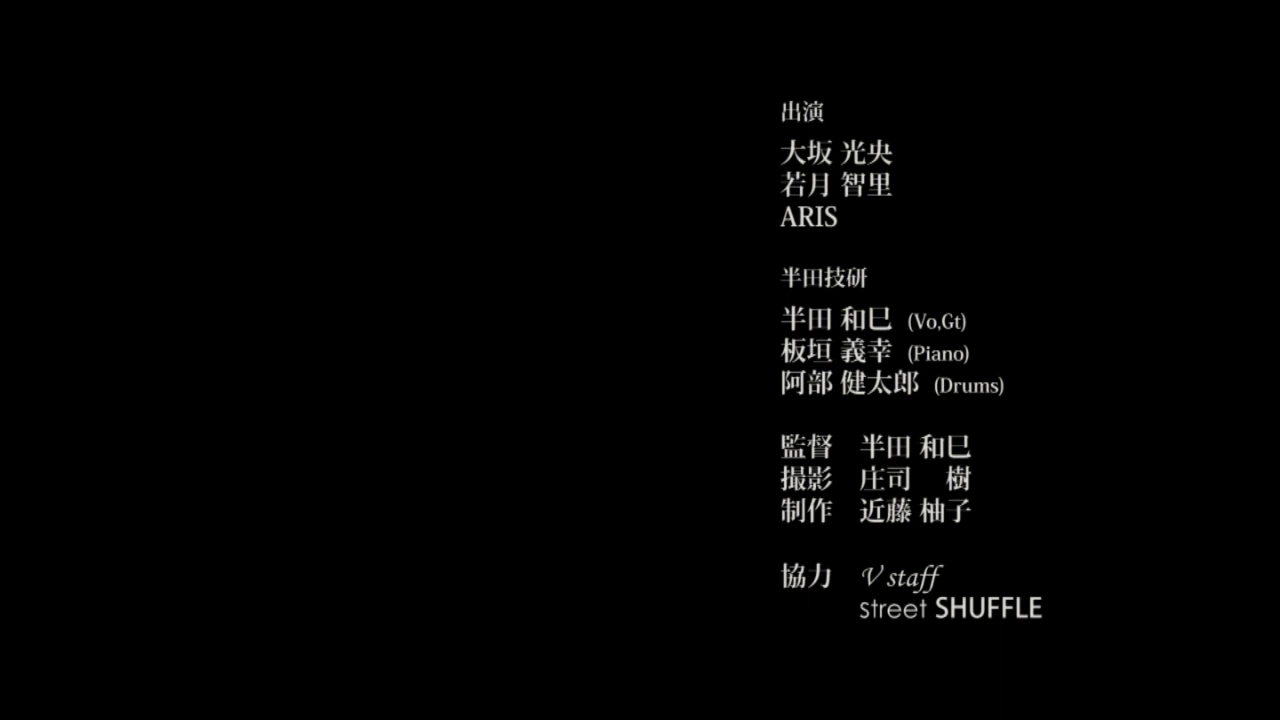 出演
大坂 光央
若月 智里
ARIS
半田技研
半田 和巳 (Vo,Gt)
板垣 義幸 (Piano)
阿部 健太郎 (Drums)
監督 半田 和巳
撮影 庄司 樹
制作 近藤 柚子
協力 V staff
street SHUFFLE